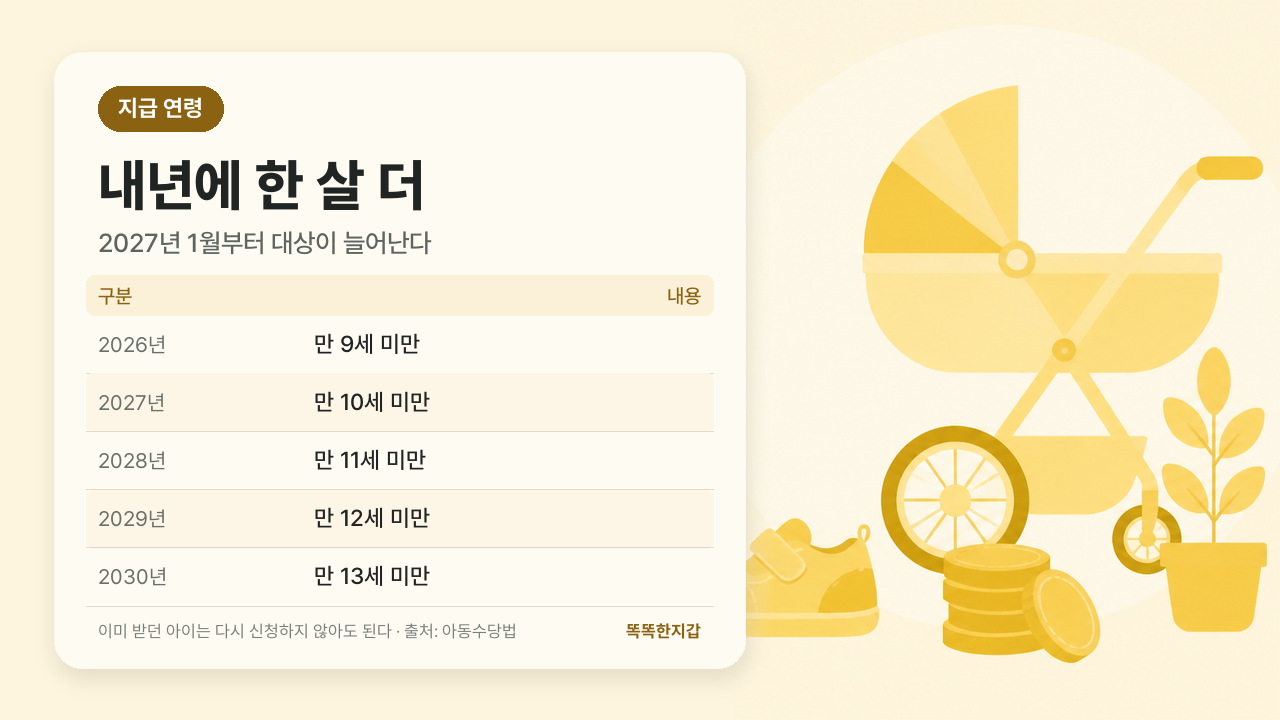 지급 연령
내년에 한 살 더
2027년 1월부터 대상이 늘어난다
구분 내용
2026년 만 9세 미만
2027년 만 10세 미만
2028년 만 11세 미만
2029년 만 12세 미만
2030년 만 13세 미만
이미 받던 아이는 다시 신청하지 않아도 된다 · 출처: 아동수당법 똑똑한지갑